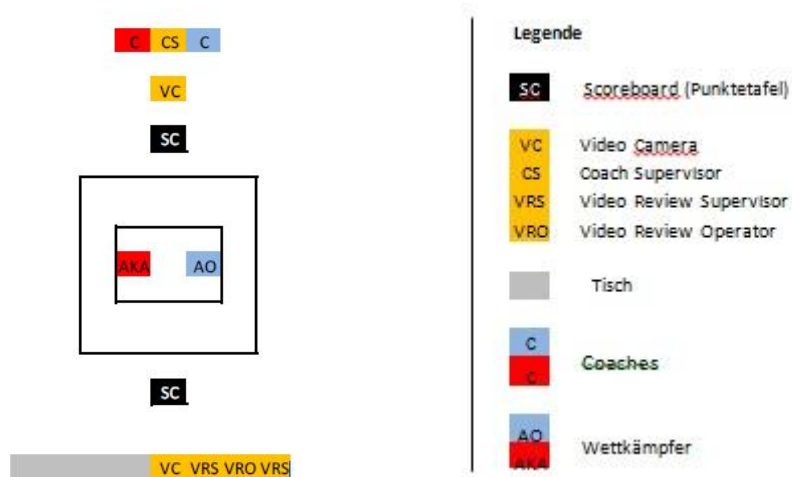 C CS C
VC
SC
AKA AO
SC
VC VRS VRO VRS
Legende
SC Scoreboard (Punktetafel)
VC Video Camera
CS Coach Supervisor
VRS Video Review Supervisor
VRO Video Review Operator
Tisch
C
C
Coaches
AO
AKA
Wettkämpfer